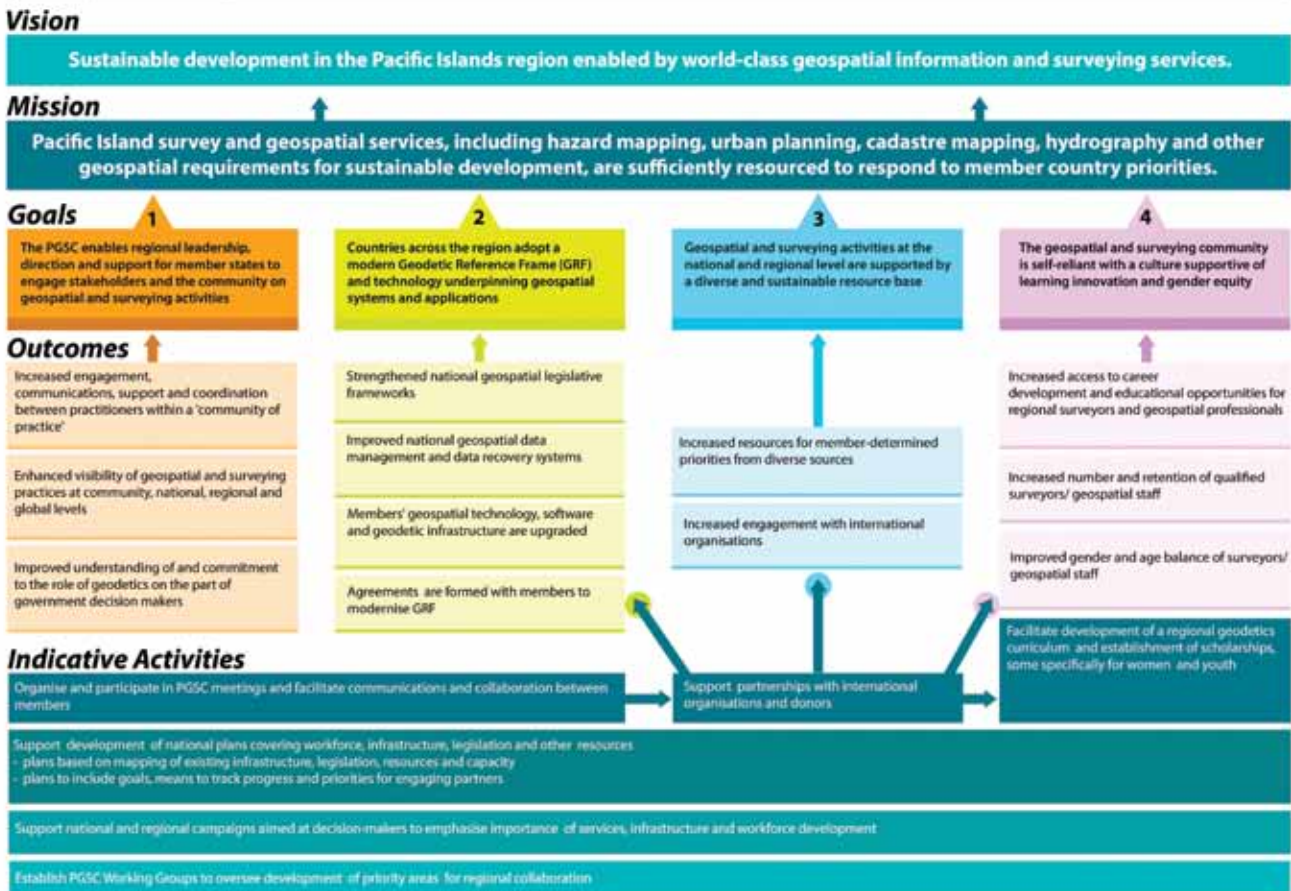 Vision
Sustainable development in the Pacific Islands region enabled by world-class geospatial information and surveying services.
Mission
Pacific Island survey and geospatial services, including hazard mapping, urban planning, cadastre mapping, hydrography and other
geospatial requirements for sustainable development, are sufficiently resourced to respond to member country priorities.
Goals
1
The PGSC enables regional leadership,
direction and support for member states to
engage stakeholders and the community on
geospatial and surveying activities
2
Countries across the region adopt a
modern Geodetic Reference Frame (GRF)
and technology underpinning geospatial
systems and applications
3
Geospatial and surveying activities at the
national and regional level are supported by
a diverse and sustainable resource base
4
The geospatial and surveying community
is self-reliant with a culture supportive of
learning innovation and gender equity
Outcomes
Increased engagement,
communications, support and coordination
between practitioners within a 'community of
practice'
Enhanced visibility of geospatial and surveying
practices at community, national, regional and
global levels
Improved understanding of and commitment
to the role of geodetics on the part of
government decision makers
Strengthened national geospatial legislative
frameworks
Improved national geospatial data
management and data recovery systems
Members' geospatial technology, software
and geodetic infrastructure are upgraded
Agreements are formed with members to
modernise GRF
Increased resources for member-determined
priorities from diverse sources
Increased engagement with international
organisations
Increased access to career
development and educational opportunities for
regional surveyors and geospatial professionals
Increased number and retention of qualified
surveyors/ geospatial staff
Improved gender and age balance of surveyors/
geospatial staff
Indicative Activities
Organise and participate in PGSC meetings and facilitate communications and collaboration between
members
Support partnerships with international
organisations and donors
Facilitate development of a regional geodetics
curriculum and establishment of scholarships,
some specifically for women and youth
Support development of national plans covering workforce, infrastructure, legislation and other resources
- plans based on mapping of existing infrastructure, legislation, resources and capacity
- plans to include goals, means to track progress and priorities for engaging partners
Support national and regional campaigns aimed at decision-makers to emphasise importance of services, infrastructure and workforce development
Establish PGSC Working Groups to oversee development of priority areas for regional collaboration